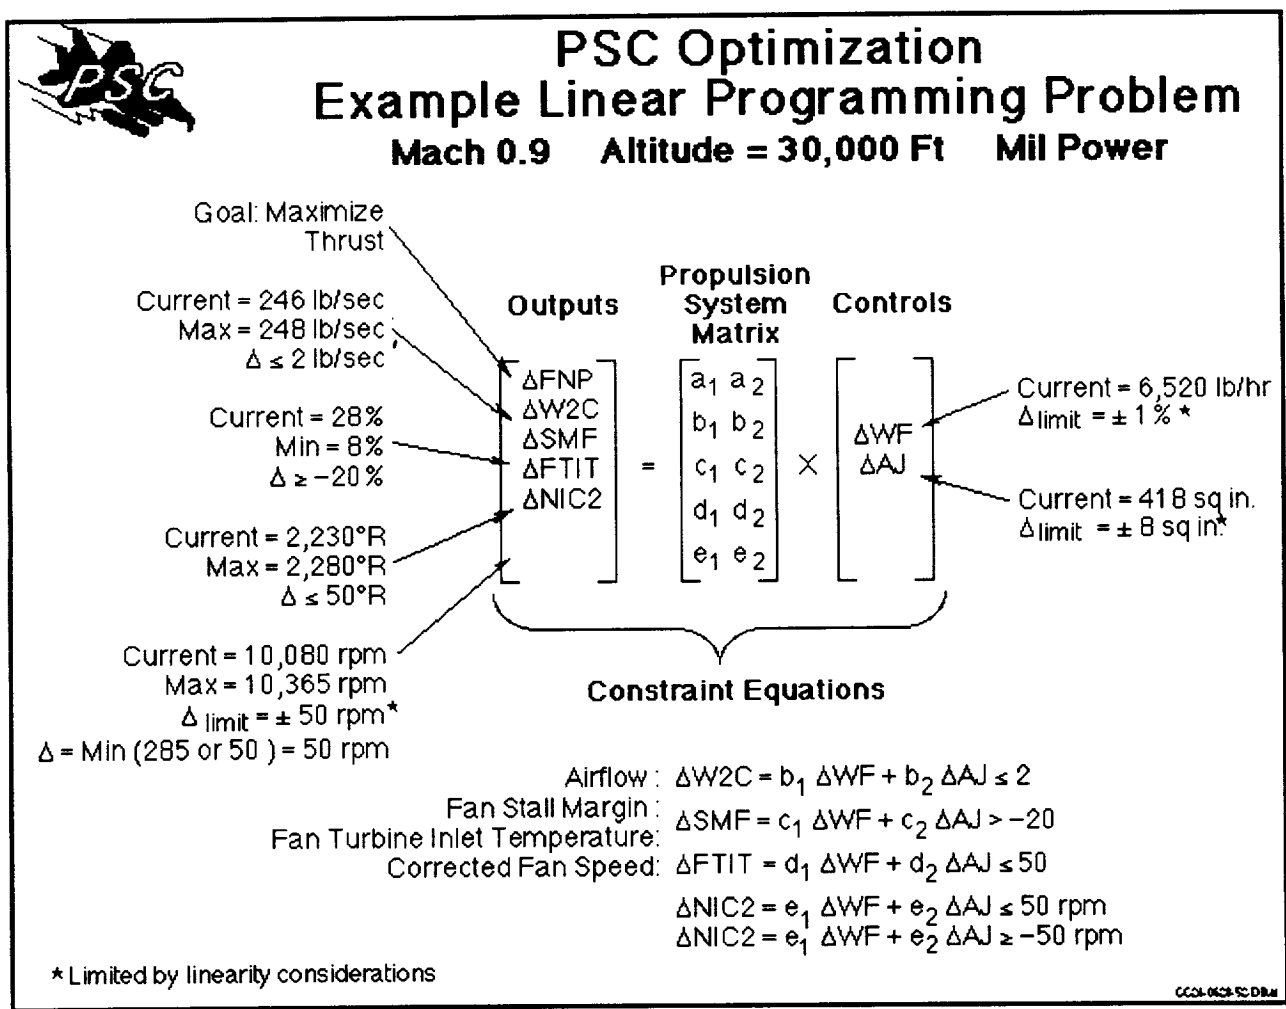 PSC
PSC Optimization
Example Linear Programming Problem
Mach 0.9 Altitude = 30,000 Ft Mil Power
Goal: Maximize
Thrust
Current = 246 lb/sec
Max = 248 lb/sec
Δ ≤ 2 lb/sec
Current = 28%
Min = 8%
Δ ≥ -20%
Current = 2,230°R
Max = 2,280°R
Δ ≤ 50°R
Current = 10,080 rpm
Max = 10,365 rpm
Δ limit = ± 50 rpm*
Δ = Min (285 or 50 ) = 50 rpm
Outputs
ΔFNP
ΔW2C
ΔSMF
ΔFTIT
ΔNIC2
=
Propulsion
System
Matrix
a1 a2
b1 b2
c1 c2
d1 d2
e1 e2
×
Controls
ΔWF
ΔAJ
Current = 6,520 lb/hr
Δlimit = ± 1% *
Current = 418 sq in.
Δlimit = ± 8 sq in.*
Constraint Equations
Airflow : ΔW2C = b1 ΔWF + b2 ΔAJ ≤ 2
Fan Stall Margin : ΔSMF = c1 ΔWF + c2 ΔAJ > -20
Fan Turbine Inlet Temperature:
Corrected Fan Speed: ΔFTIT = d1 ΔWF + d2 ΔAJ ≤ 50
ΔNIC2 = e1 ΔWF + e2 ΔAJ ≤ 50 rpm
ΔNIC2 = e1 ΔWF + e2 ΔAJ ≥ -50 rpm
* Limited by linearity considerations